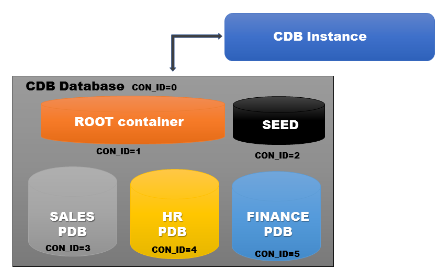 CDB Instance
CDB Database CON_ID=0
ROOT container
SEED
CON_ID=1
CON_ID=2
SALES
PDB
HR
PDB
FINANCE
PDB
CON_ID=3
CON_ID=4
CON_ID=5